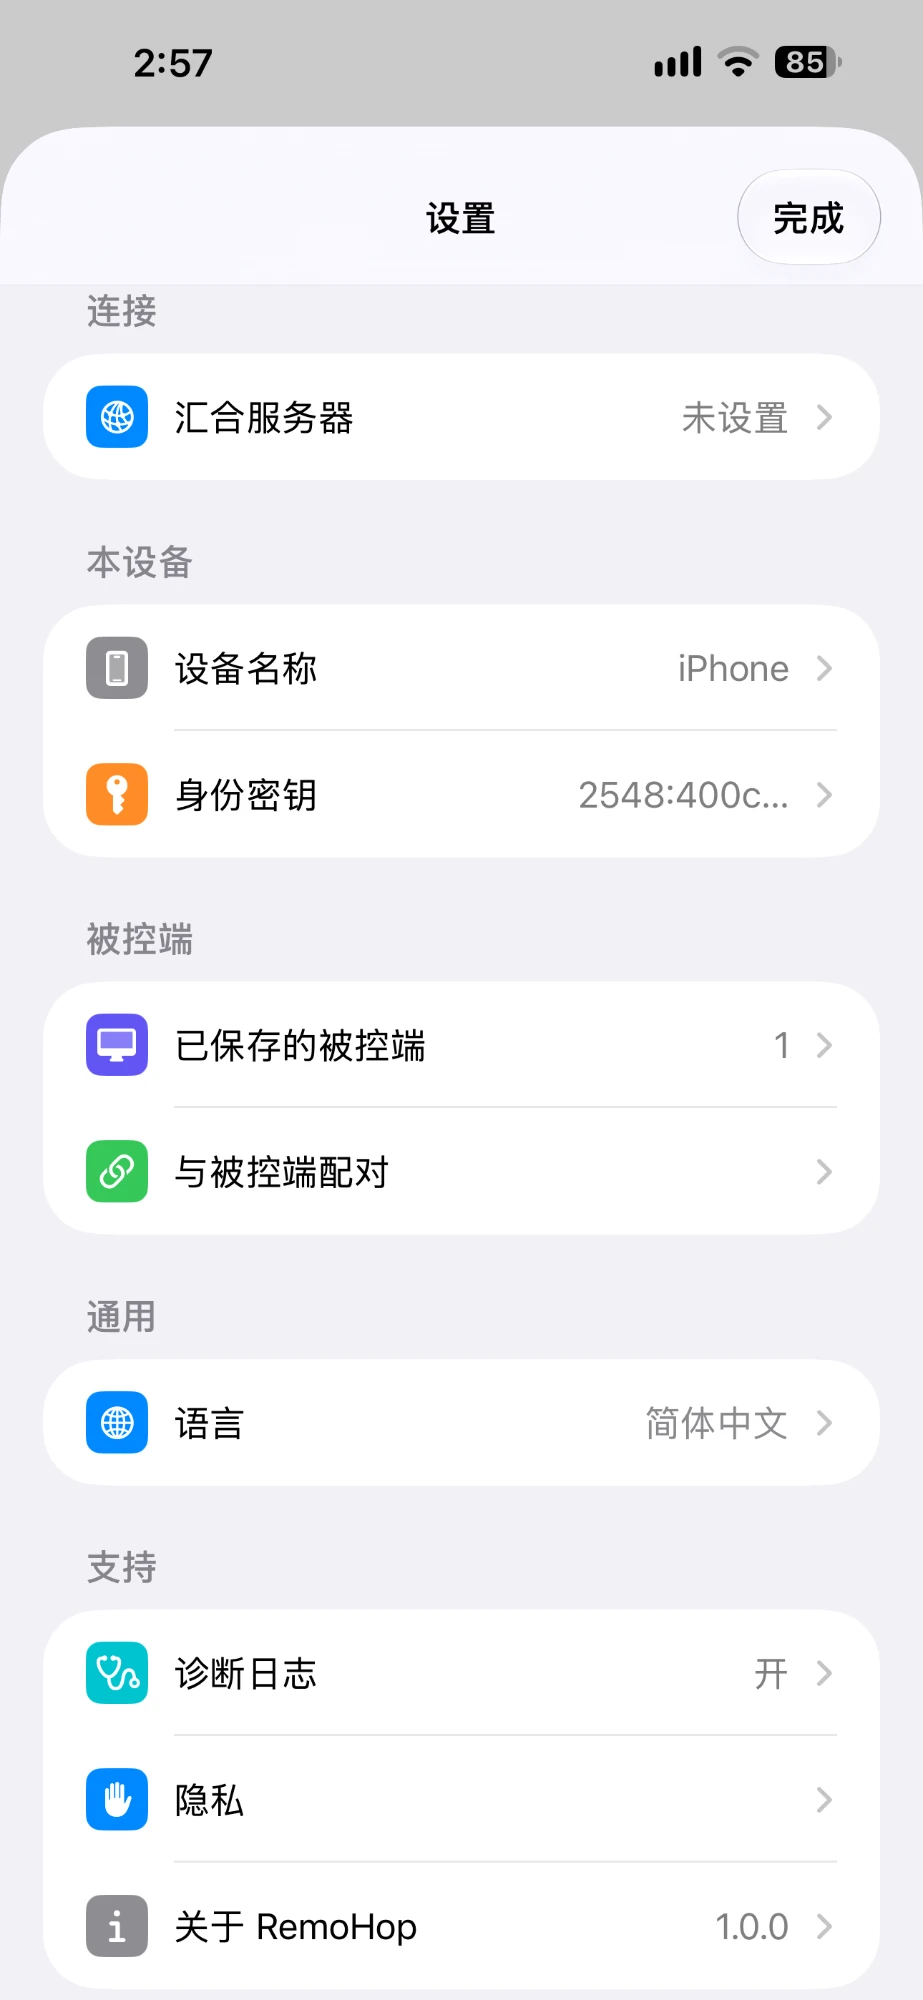 2:57
85
设置
完成
连接
汇合服务器
未设置
本设备
设备名称
iPhone
身份密钥
2548:400c...
被控端
已保存的被控端
1
与被控端配对
通用
语言
简体中文
支持
诊断日志
开
隐私
关于 RemoHop
1.0.0